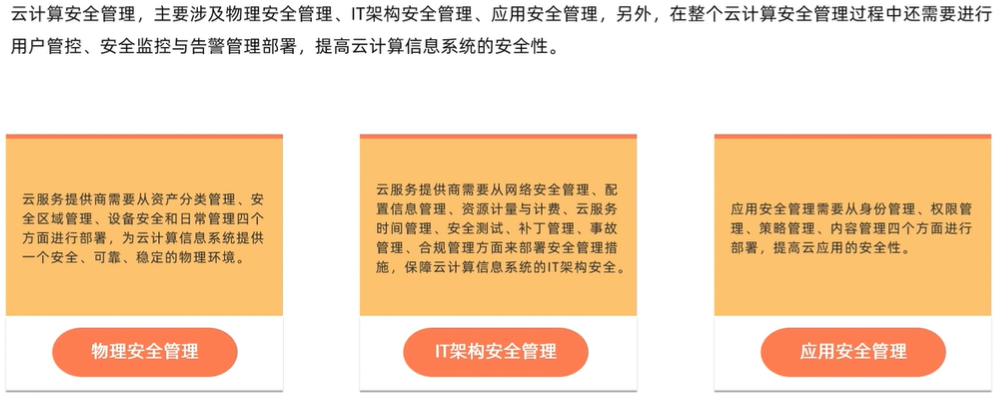 云计算安全管理，主要涉及物理安全管理、IT架构安全管理、应用安全管理，另外，在整个云计算安全管理过程中还需要进行
用户管控、安全监控与告警管理部署，提高云计算信息系统的安全性。
云服务提供商需要从资产分类管理、安
全区域管理、设备安全和日常管理四个
方面进行部署，为云计算信息系统提供
一个安全、可靠、稳定的物理环境。
物理安全管理
云服务提供商需要从网络安全管理、配
置信息管理、资源计量与计费、云服务
时间管理、安全测试、补丁管理、事故
管理、合规管理方面来部署安全管理措
施，保障云计算信息系统的IT架构安全。
IT架构安全管理
应用安全管理需要从身份管理、权限管
理、策略管理、内容管理四个方面进行
部署，提高云应用的安全性。
应用安全管理